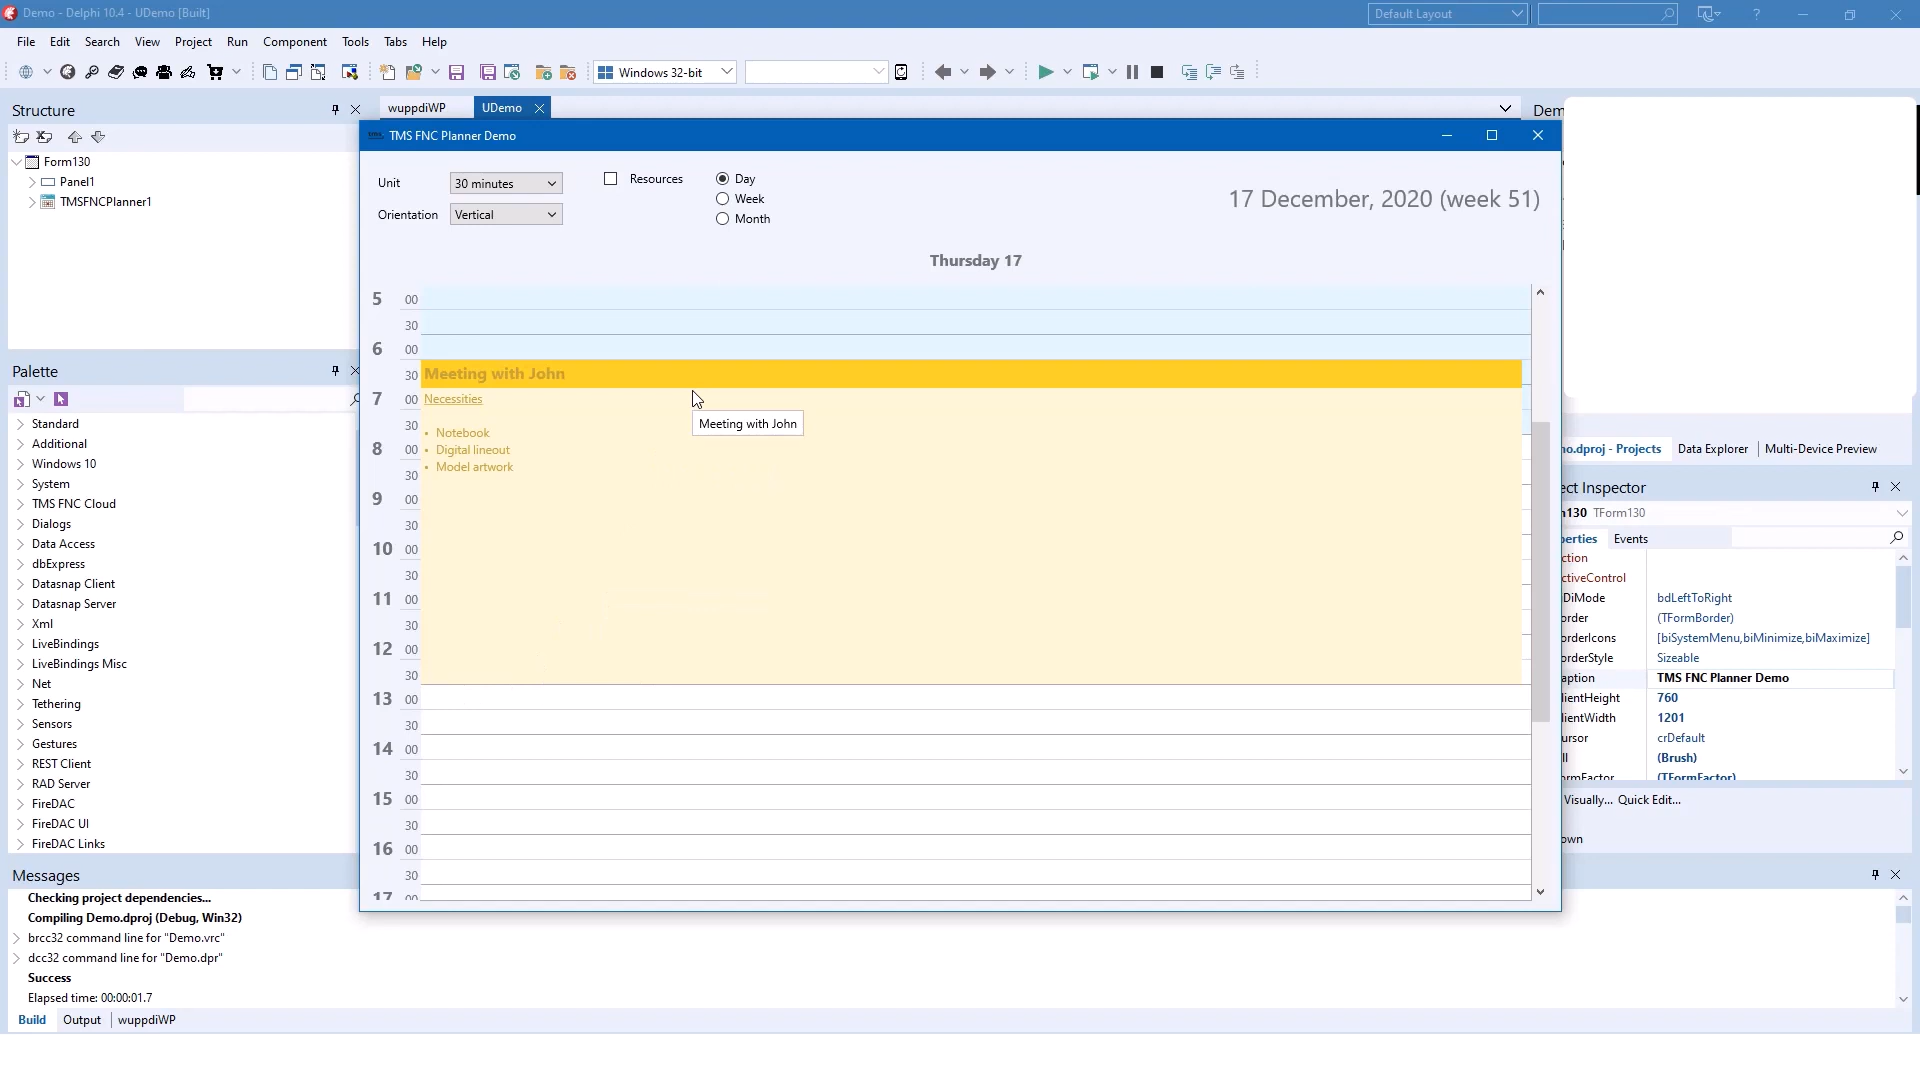 Demo - Delphi 10.4 - UDemo [Built]
Default Layout
?
File Edit Search View Project Run Component Tools Tabs Help
Windows 32-bit
Structure
wuppdiWP
UDemo
Form130
Panel1
TMSFNCPlanner1
TMS FNC Planner Demo
Unit
30 minutes
Resources
Day
Week
Orientation
Vertical
Month
17 December, 2020 (week 51)
Thursday 17
5 00
30
6 00
30
Meeting with John
7 00
Necessities
Meeting with John
30
• Notebook
8 00
• Digital lineout
• Model artwork
30
9 00
30
10 00
30
11 00
30
12 00
30
13 00
30
14 00
30
15 00
30
16 00
30
17 00
Palette
Standard
Additional
Windows 10
System
TMS FNC Cloud
Dialogs
Data Access
dbExpress
Datasnap Client
Datasnap Server
Xml
LiveBindings
LiveBindings Misc
Net
Tethering
Sensors
Gestures
REST Client
RAD Server
FireDAC
FireDAC UI
FireDAC Links
Dem
o.dproj - Projects
Data Explorer
Multi-Device Preview
ect Inspector
130 TForm130
perties
Events
ction
ctiveControl
DiMode bdLeftToRight
order (TFormBorder)
orderIcons [biSystemMenu,biMinimize,biMaximize]
orderStyle Sizeable
aption TMS FNC Planner Demo
lientHeight 760
lientWidth 1201
ursor crDefault
ll (Brush)
ormFactor (TFormFactor)
Visually... Quick Edit...
own
Messages
Checking project dependencies...
Compiling Demo.dproj (Debug, Win32)
brcc32 command line for "Demo.vrc"
dcc32 command line for "Demo.dpr"
Success
Elapsed time: 00:00:01.7
Build
Output
wuppdiWP